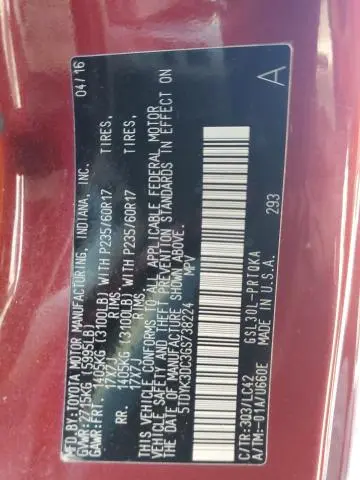 MFD. BY:
TOYOTA MOTOR MANUFACTURING, INDIANA, INC. 04/16
GVWR: 2715KG (5995LB)
GAWR: FRT. 1405KG (3100LB) WITH P235/60R17 TIRES,
17X7J RIMS
RR. 1405KG (3100LB) WITH P235/60R17 TIRES,
17X7J RIMS
THIS VEHICLE CONFORMS TO ALL APPLICABLE FEDERAL MOTOR
VEHICLE SAFETY AND THEFT PREVENTION STANDARDS IN EFFECT ON
THE DATE OF MANUFACTURE SHOWN ABOVE.
5TDYK3DC3GS738224 MPV A
C/TR: 3Q3/LC42 GSL30L-PRTQKA
A/TM: -01A/U660E MADE IN U.S.A. 293